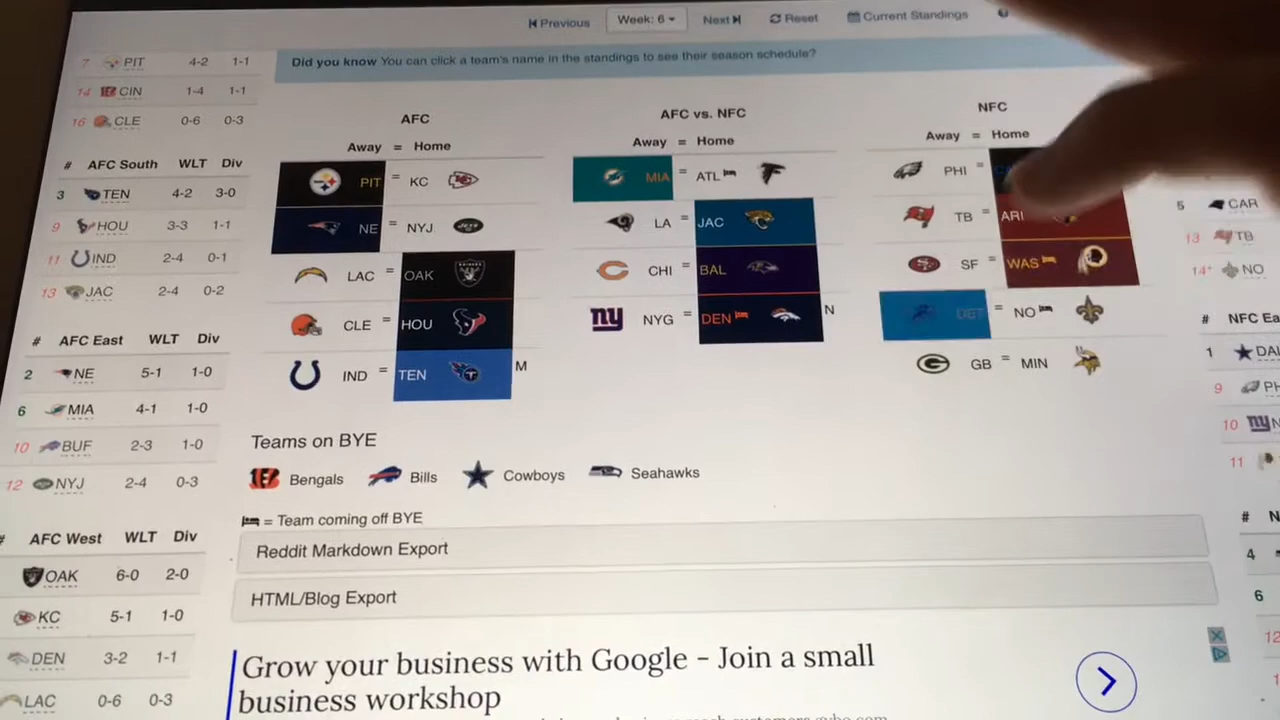 Previous Week: 6 Next Reset Current Standings
Did you know You can click a team's name in the standings to see their season schedule?
7 PIT 4-2 1-1
14 CIN 1-4 1-1
16 CLE 0-6 0-3
# AFC South WLT Div
3 TEN 4-2 3-0
9 HOU 3-3 1-1
11 IND 2-4 0-1
13 JAC 2-4 0-2
# AFC East WLT Div
2 NE 5-1 1-0
6 MIA 4-1 1-0
10 BUF 2-3 1-0
12 NYJ 2-4 0-3
# AFC West WLT Div
OAK 6-0 2-0
KC 5-1 1-0
DEN 3-2 1-1
LAC 0-6 0-3
AFC
Away = Home
PIT = KC
NE = NYJ
LAC = OAK
CLE = HOU
IND = TEN M
AFC vs. NFC
Away = Home
MIA = ATL
LA = JAC
CHI = BAL
NYG = DEN N
NFC
Away = Home
PHI =
TB = ARI
SF = WAS
DET = NO
GB = MIN
Teams on BYE
Bengals Bills Cowboys Seahawks
= Team coming off BYE
Reddit Markdown Export
HTML/Blog Export
Grow your business with Google - Join a small
business workshop
5 CAR
13 TB
14* NO
# NFC Ea
1 DAL
9 PH
10 N
11
# N
4
6
12